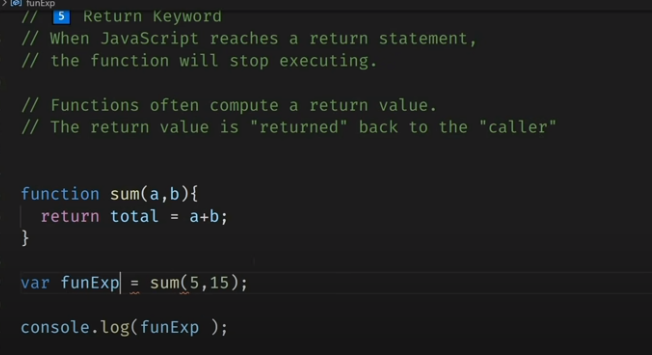 funExp
// 5 Return Keyword
// When JavaScript reaches a return statement,
// the function will stop executing.
// Functions often compute a return value.
// The return value is "returned" back to the "caller"
function sum(a,b){
return total = a+b;
}
var funExp = sum(5,15);
console.log(funExp );